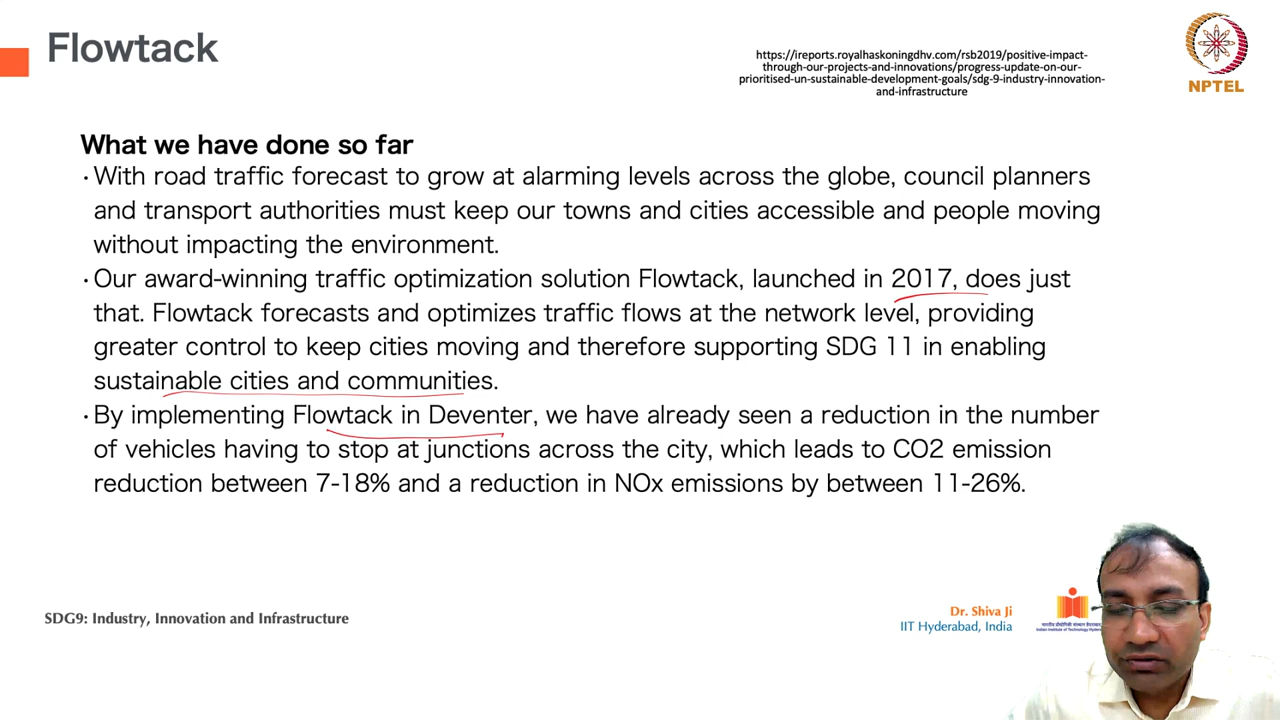 Flowtack
https://ireports.royalhaskoningdhv.com/rsb2019/positive-impact-
through-our-projects-and-innovations/progress-update-on-our-
prioritised-un-sustainable-development-goals/sdg-9-industry-innovation-
and-infrastructure
NPTEL
What we have done so far
•With road traffic forecast to grow at alarming levels across the globe, council planners
and transport authorities must keep our towns and cities accessible and people moving
without impacting the environment.
•Our award-winning traffic optimization solution Flowtack, launched in 2017, does just
that. Flowtack forecasts and optimizes traffic flows at the network level, providing
greater control to keep cities moving and therefore supporting SDG 11 in enabling
sustainable cities and communities.
•By implementing Flowtack in Deventer, we have already seen a reduction in the number
of vehicles having to stop at junctions across the city, which leads to CO2 emission
reduction between 7-18% and a reduction in NOx emissions by between 11-26%.
SDG9: Industry, Innovation and Infrastructure
Dr. Shiva Ji
IIT Hyderabad, India
Indian Institute of Technology